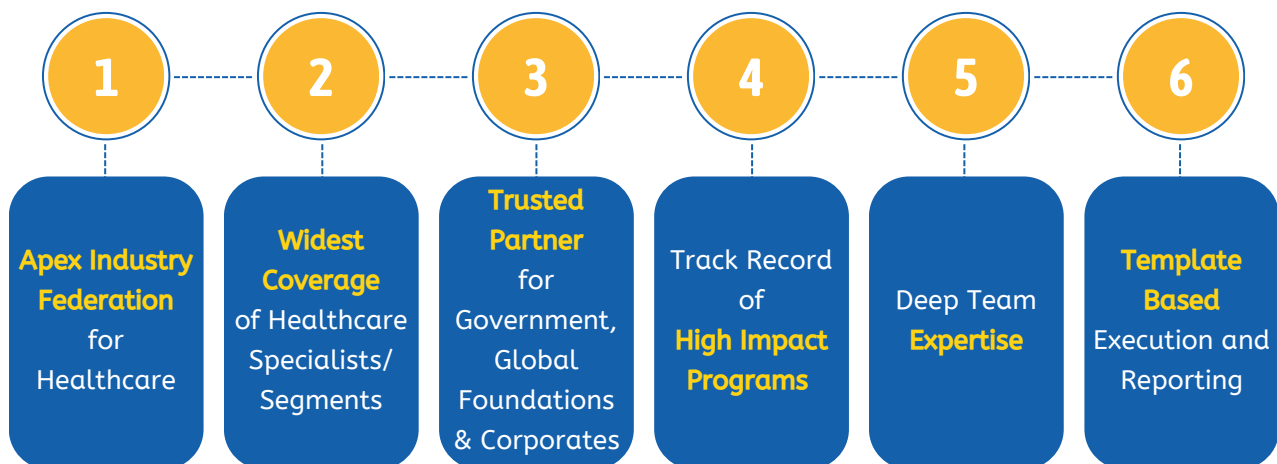 1
2
3
4
5
6
Apex Industry
Federation
for
Healthcare
Widest
Coverage
of Healthcare
Specialists/
Segments
Trusted
Partner
for
Government,
Global
Foundations
& Corporates
Track Record
of
High Impact
Programs
Deep Team
Expertise
Template
Based
Execution and
Reporting